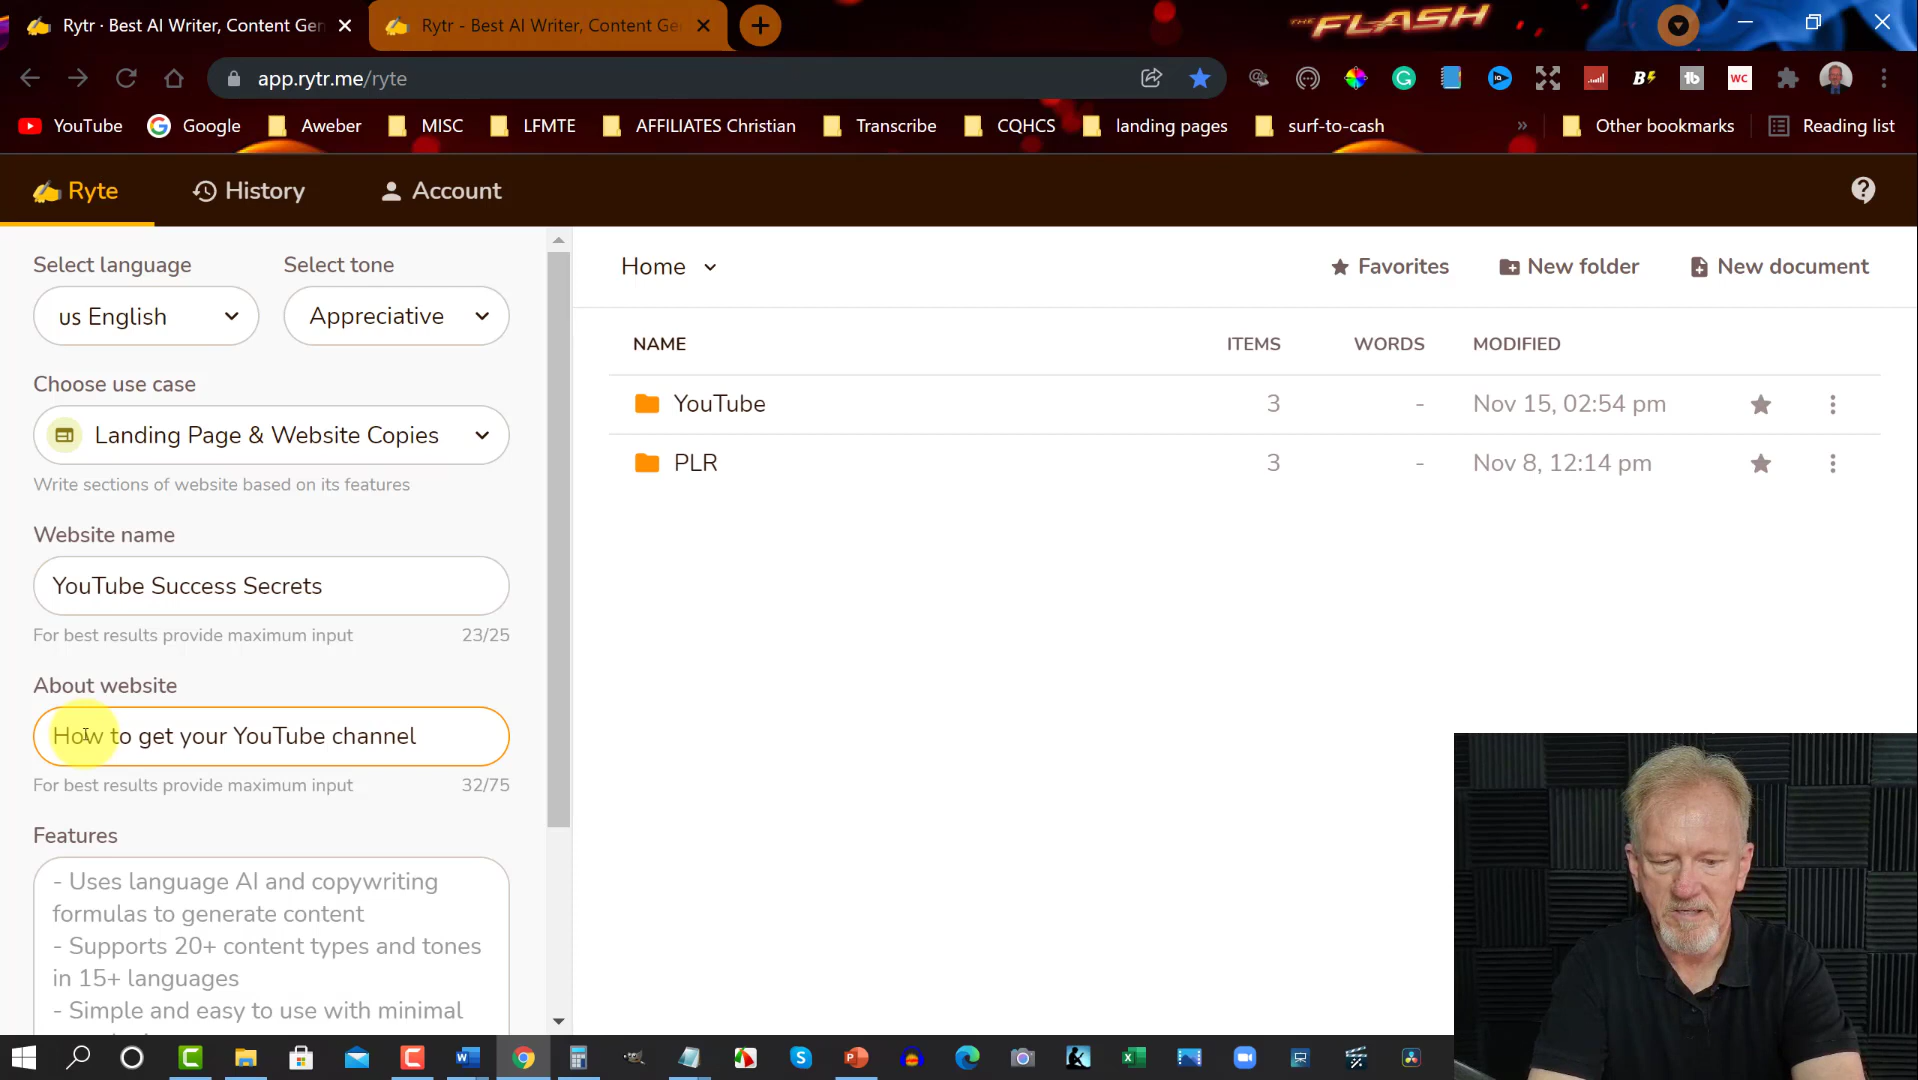 Rytr · Best AI Writer, Content Gen
Rytr - Best AI Writer, Content Ge
THE FLASH
app.rytr.me/ryte
YouTube
Google
Aweber
MISC
LFMTE
AFFILIATES Christian
Transcribe
CQHCS
landing pages
surf-to-cash
»
Other bookmarks
Reading list
Ryte
History
Account
Select language
Select tone
us English
Appreciative
Choose use case
Landing Page & Website Copies
Write sections of website based on its features
Website name
YouTube Success Secrets
For best results provide maximum input
23/25
About website
How to get your YouTube channel
For best results provide maximum input
32/75
Features
- Uses language AI and copywriting
formulas to generate content
- Supports 20+ content types and tones
in 15+ languages
- Simple and easy to use with minimal
Home
Favorites
New folder
New document
NAME
ITEMS
WORDS
MODIFIED
YouTube
3
-
Nov 15, 02:54 pm
PLR
3
-
Nov 8, 12:14 pm